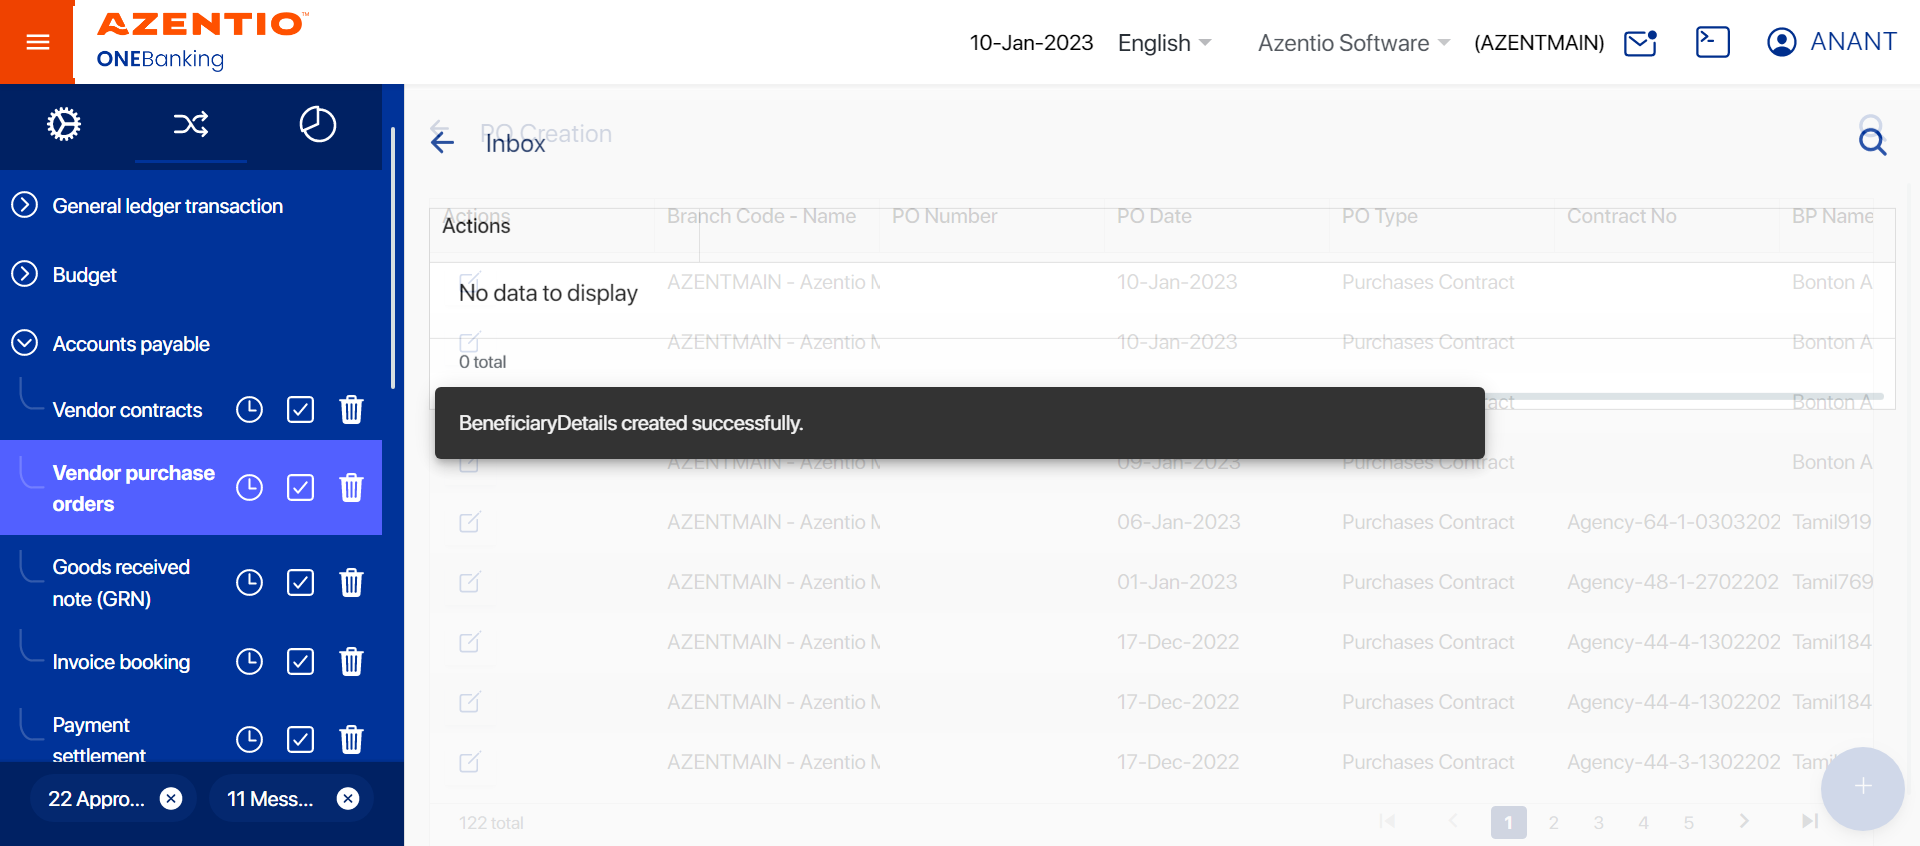 AZENTIO™
ONEBanking
10-Jan-2023
English
Azentio Software
(AZENTMAIN)
ANANT
General ledger transaction
Budget
Accounts payable
Vendor contracts
Vendor purchase
orders
Goods received
note (GRN)
Invoice booking
Payment
settlement
22 Appro...
11 Mess...
PO Creation
Inbox
Actions Branch Code - Name PO Number PO Date PO Type Contract No BP Name
Actions
AZENTMAIN - Azentio M 10-Jan-2023 Purchases Contract Bonton A
No data to display
AZENTMAIN - Azentio M 10-Jan-2023 Purchases Contract Bonton A
0 total
Bonton A
BeneficiaryDetails created successfully.
AZENTMAIN - Azentio M 09-Jan-2023 Purchases Contract Bonton A
AZENTMAIN - Azentio M 06-Jan-2023 Purchases Contract Agency-64-1-0303202 Tamil919
AZENTMAIN - Azentio M 01-Jan-2023 Purchases Contract Agency-48-1-2702202 Tamil769
AZENTMAIN - Azentio M 17-Dec-2022 Purchases Contract Agency-44-4-1302202 Tamil184
AZENTMAIN - Azentio M 17-Dec-2022 Purchases Contract Agency-44-4-1302202 Tamil184
AZENTMAIN - Azentio M 17-Dec-2022 Purchases Contract Agency-44-3-1302202 Tami
122 total
1 2 3 4 5